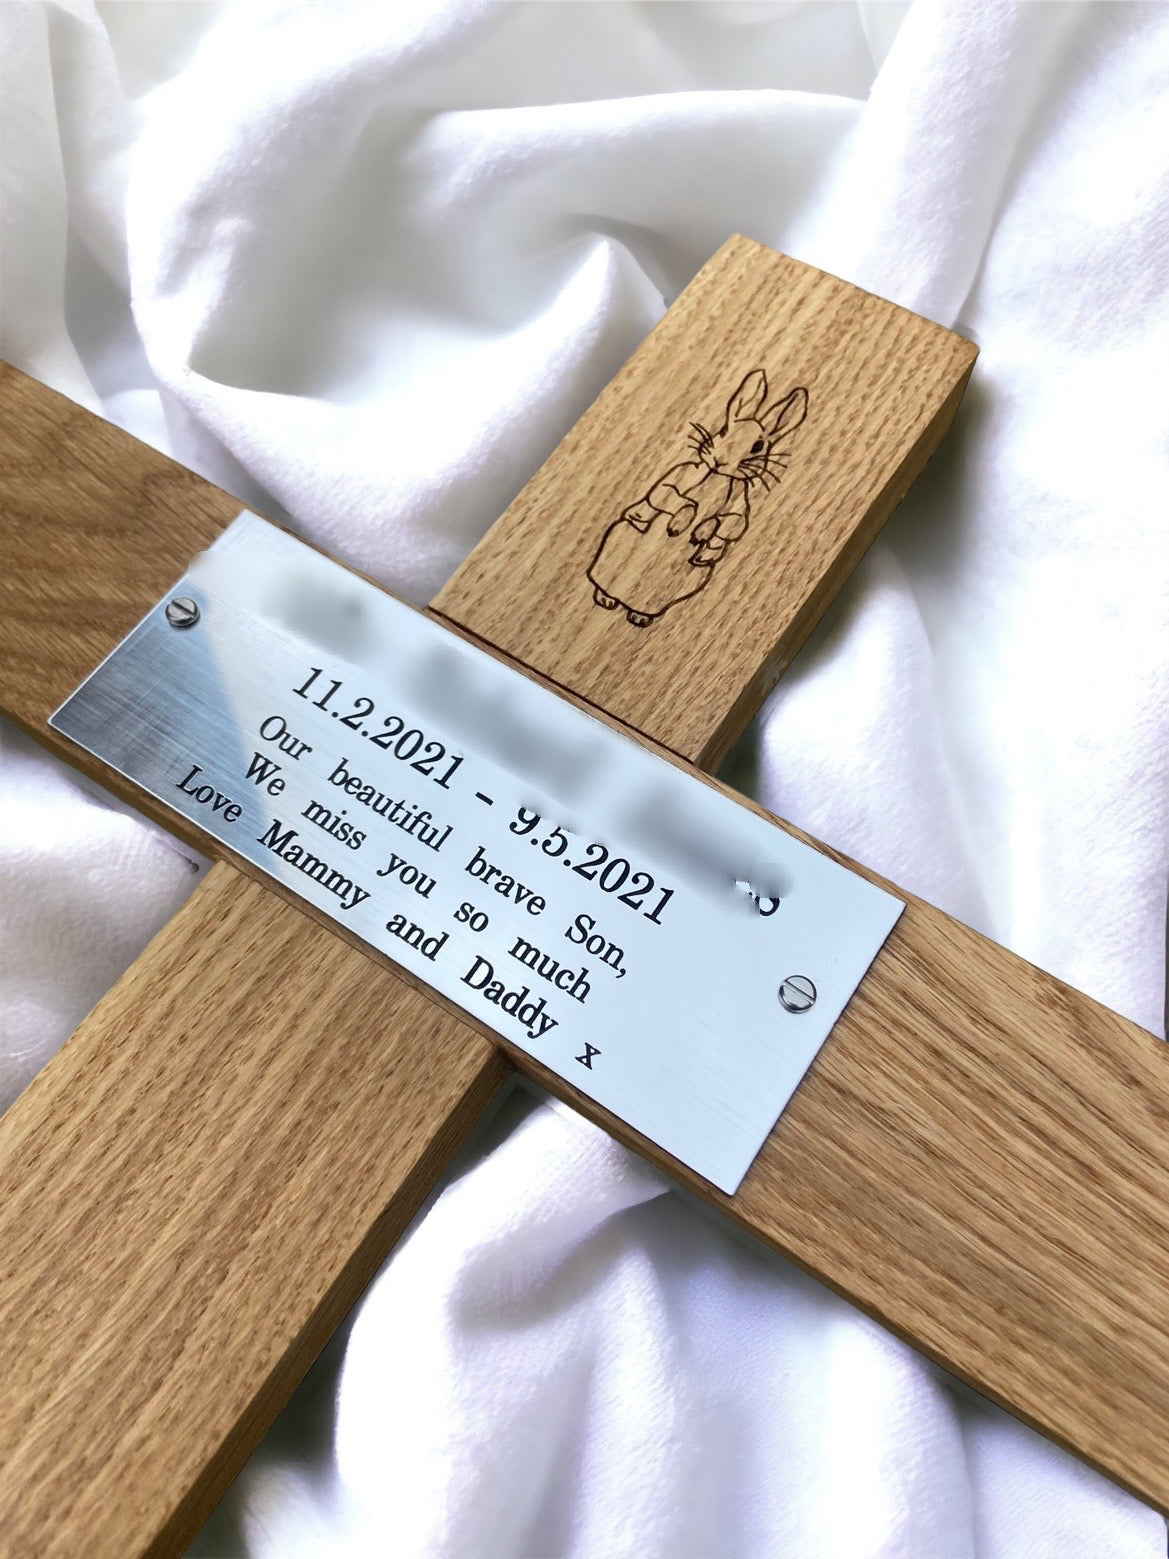 11.2.2021 - 9.5.2021
Our beautiful brave Son,
We miss you so much
Love Mammy and Daddy x